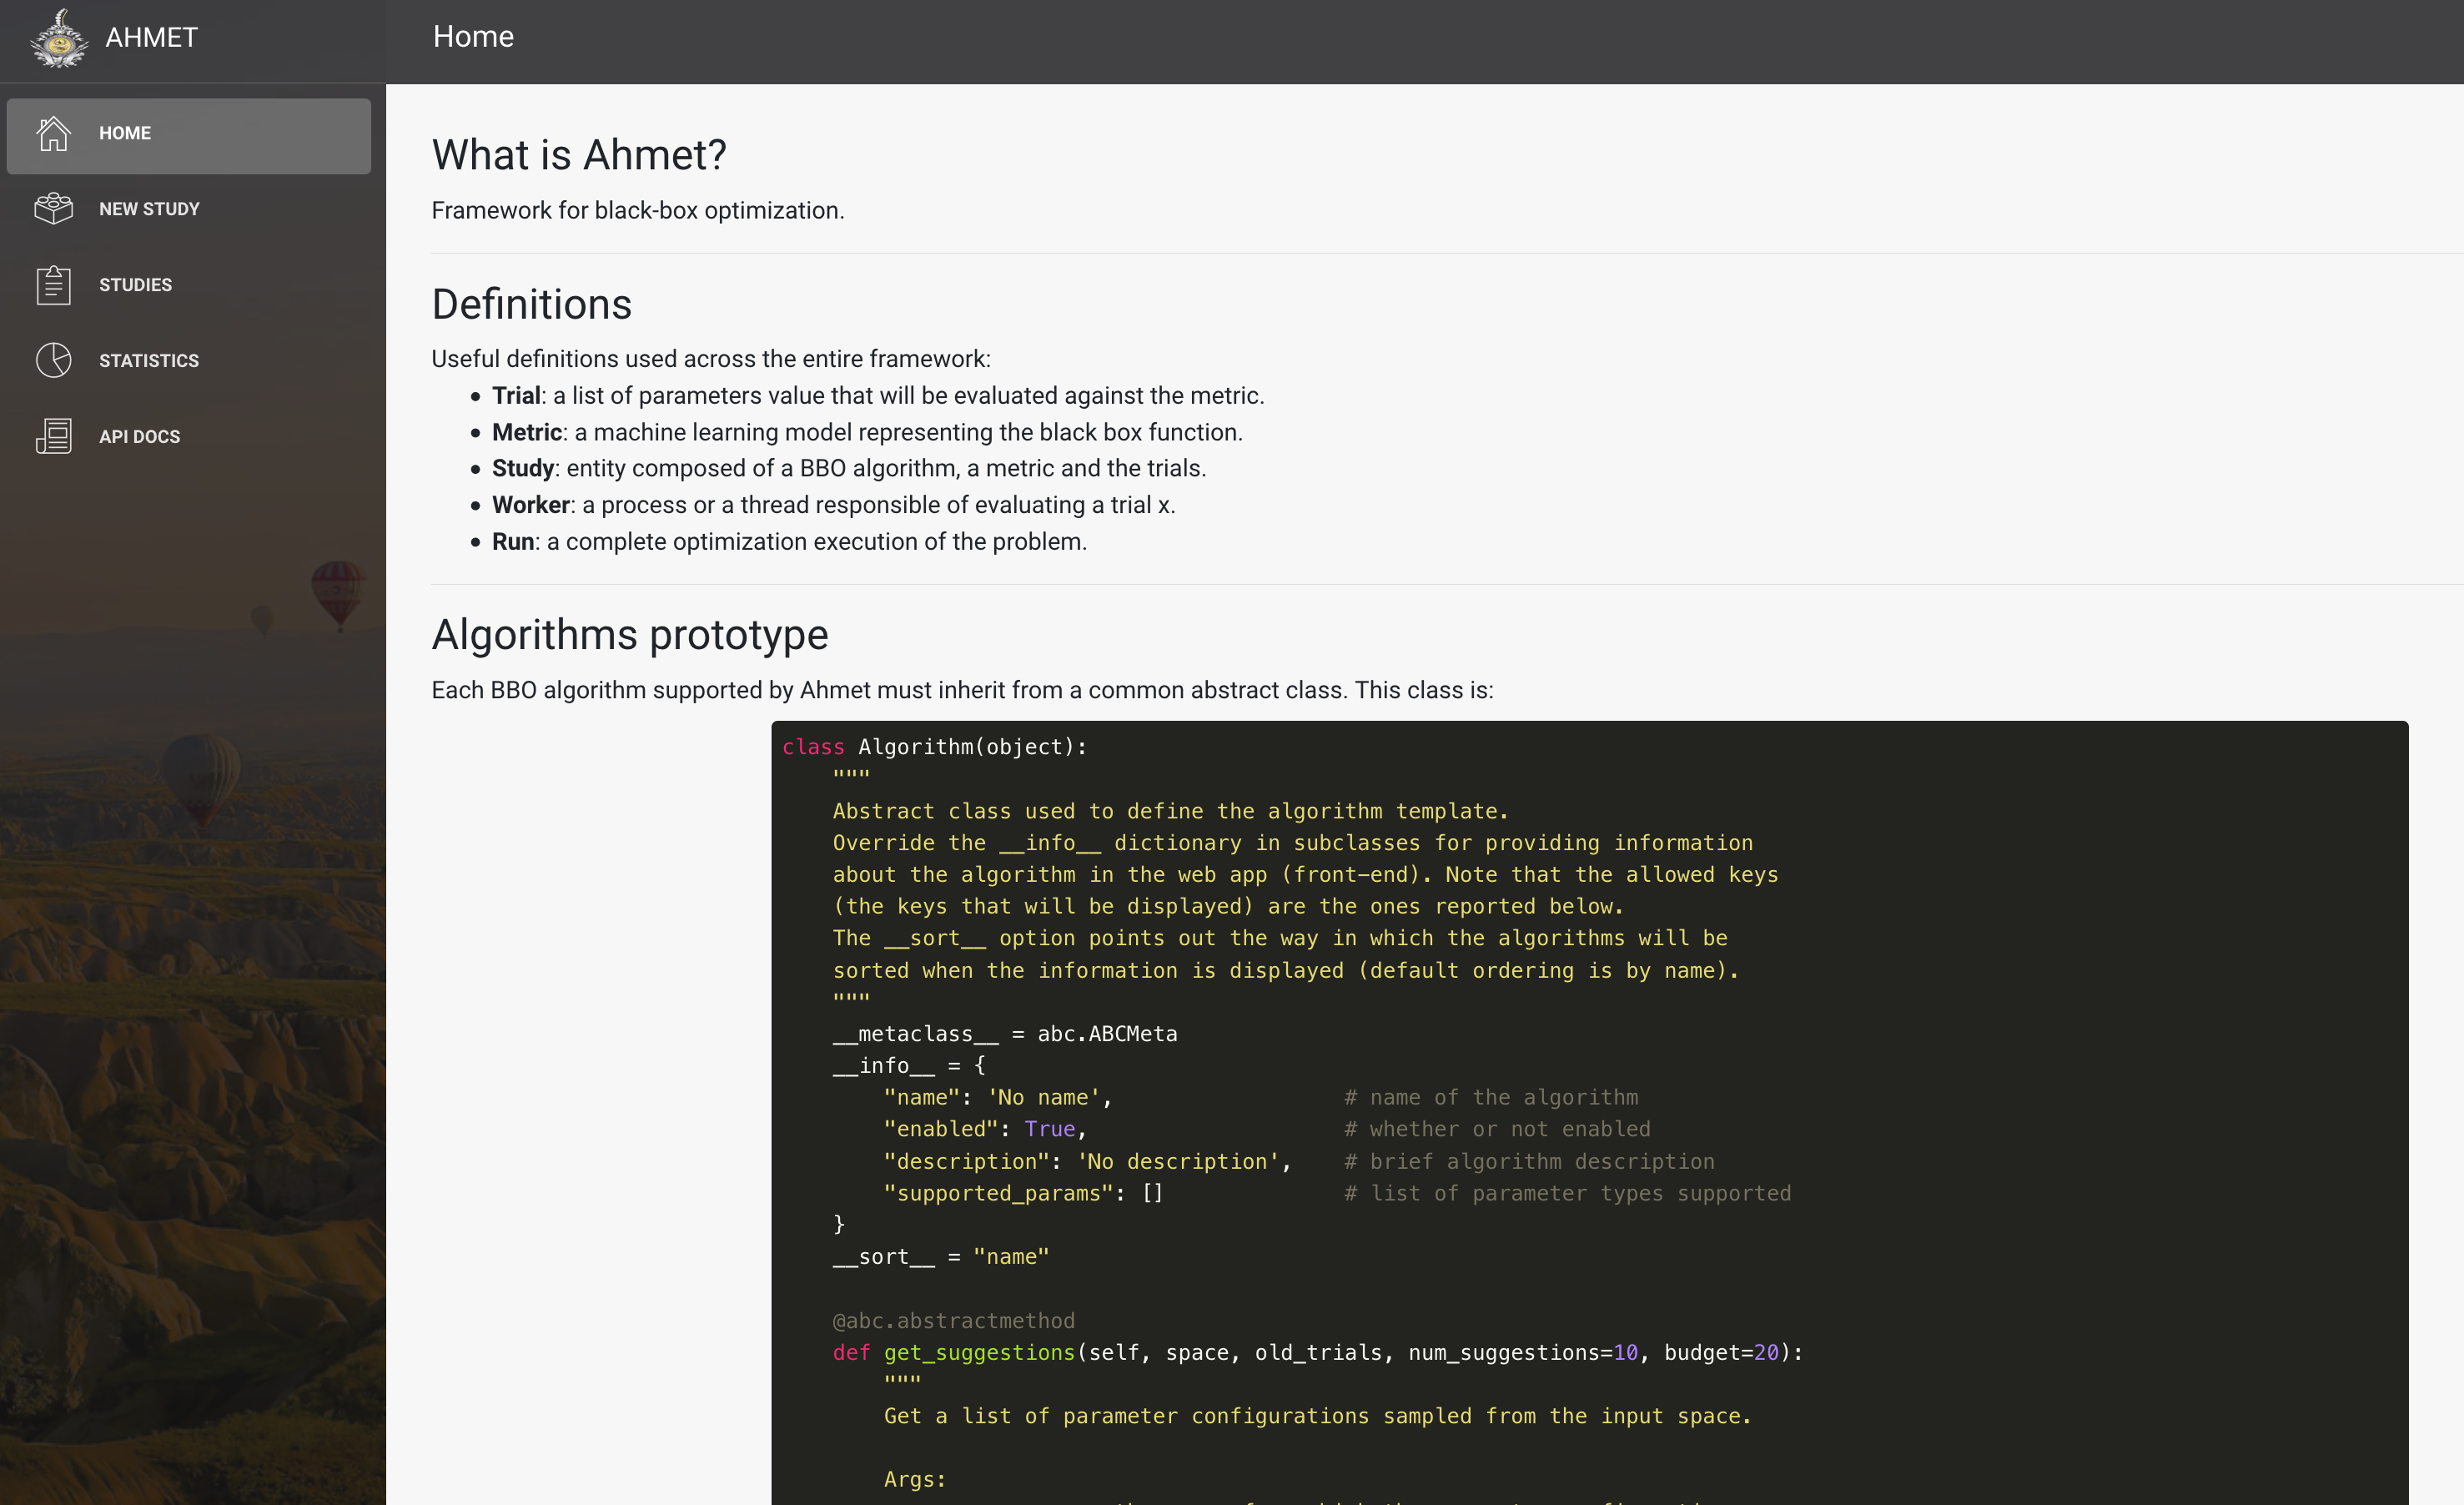 AHMET
Home
HOME
NEW STUDY
STUDIES
STATISTICS
API DOCS
What is Ahmet?
Framework for black-box optimization.
Definitions
Useful definitions used across the entire framework:
Trial: a list of parameters value that will be evaluated against the metric.
Metric: a machine learning model representing the black box function.
Study: entity composed of a BBO algorithm, a metric and the trials.
Worker: a process or a thread responsible of evaluating a trial x.
Run: a complete optimization execution of the problem.
Algorithms prototype
Each BBO algorithm supported by Ahmet must inherit from a common abstract class. This class is:
class Algorithm(object):
    """
    Abstract class used to define the algorithm template.
    Override the __info__ dictionary in subclasses for providing information
    about the algorithm in the web app (front-end). Note that the allowed keys
    (the keys that will be displayed) are the ones reported below.
    The __sort__ option points out the way in which the algorithms will be
    sorted when the information is displayed (default ordering is by name).
    """
    __metaclass__ = abc.ABCMeta
    __info__ = {
        "name": 'No name',                  # name of the algorithm
        "enabled": True,                    # whether or not enabled
        "description": 'No description',    # brief algorithm description
        "supported_params": []              # list of parameter types supported
    }
    __sort__ = "name"
    @abc.abstractmethod
    def get_suggestions(self, space, old_trials, num_suggestions=10, budget=20):
        """
        Get a list of parameter configurations sampled from the input space.
        Args: